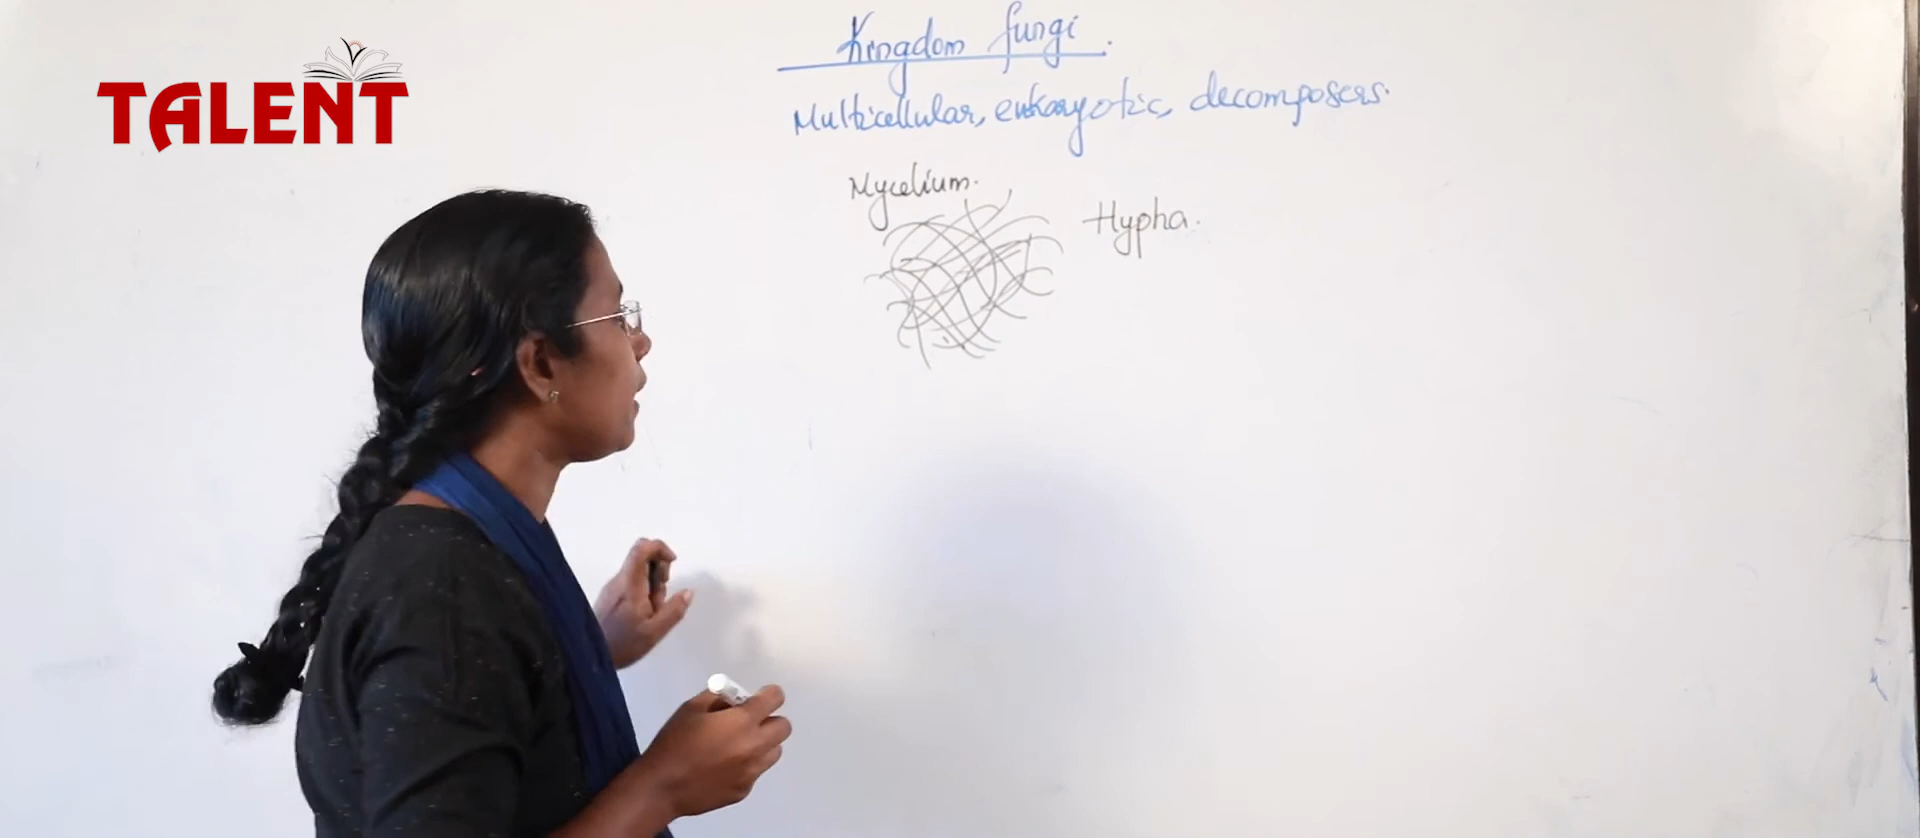 TALENT
Kingdom fungi.
Multicellular, eukaryotic, decomposers.
Mycelium.
Hypha.